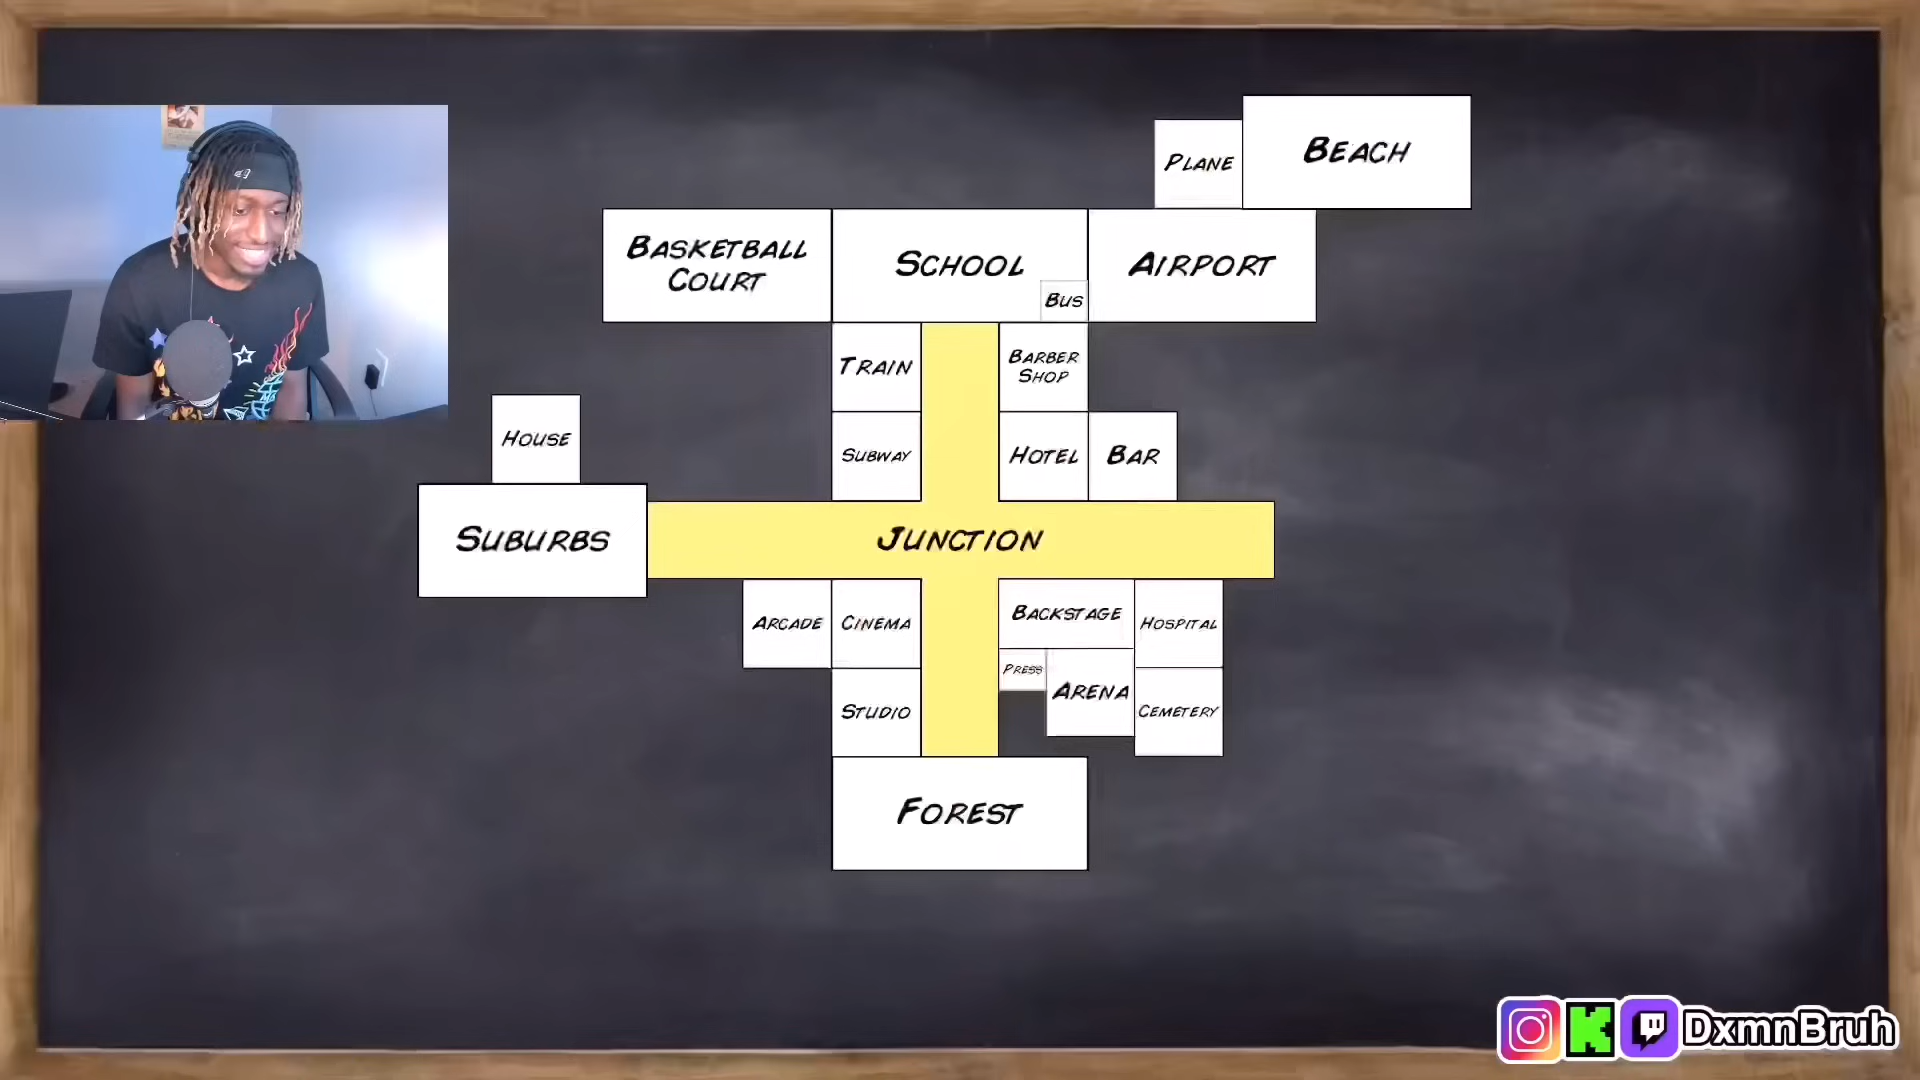 Plane
Beach
Basketball
Court
School
Airport
Bus
Train
Barber
Shop
House
Subway
Hotel
Bar
Suburbs
Junction
Arcade
Cinema
Backstage
Hospital
Press
Arena
Studio
Cemetery
Forest
DxmnBruh